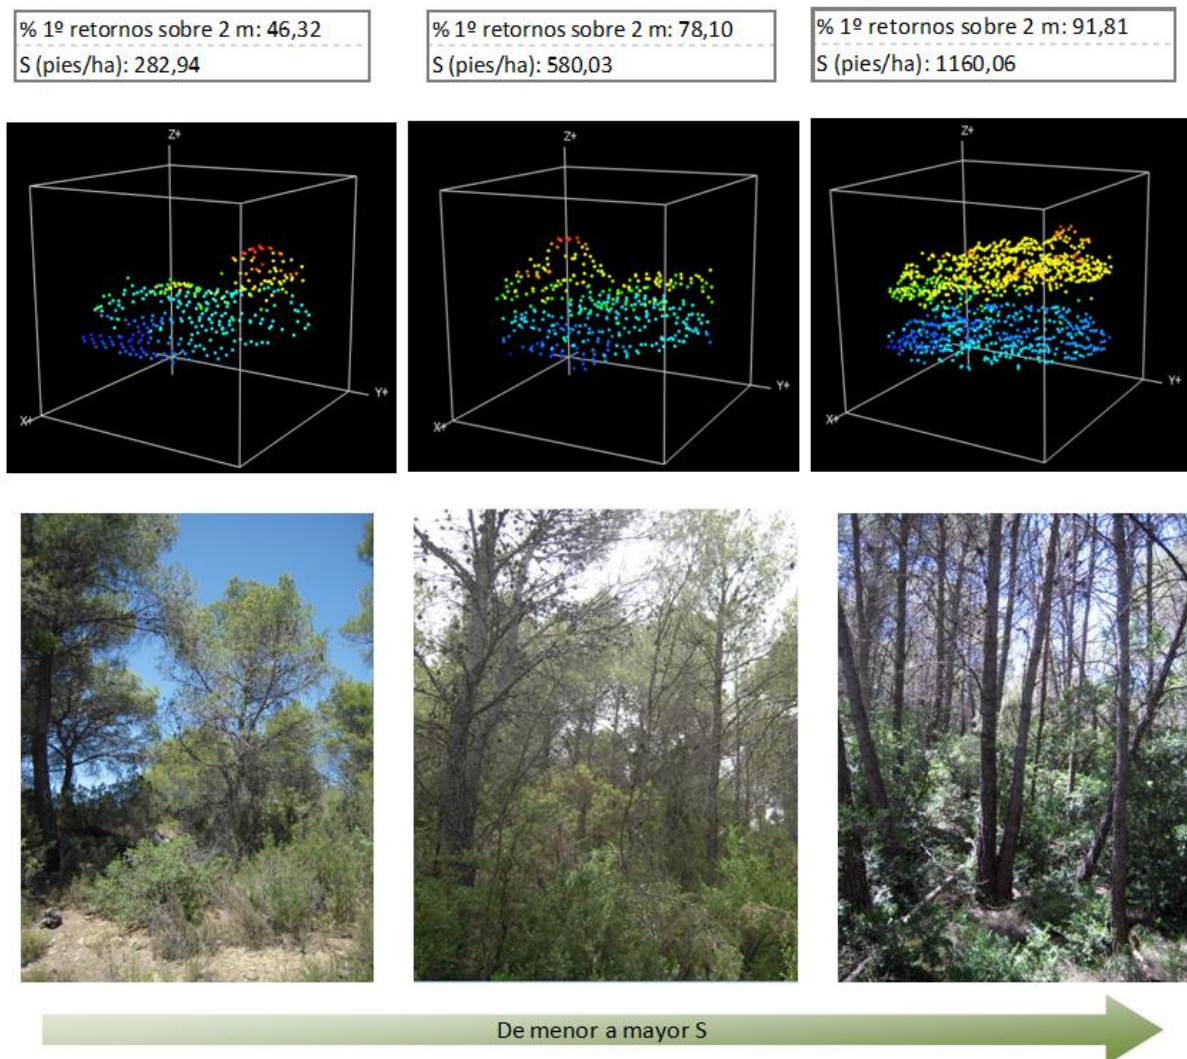 % 1º retornos sobre 2 m: 46,32
S (pies/ha): 282,94
% 1º retornos sobre 2 m: 78,10
S (pies/ha): 580,03
% 1º retornos sobre 2 m: 91,81
S (pies/ha): 1160,06
Z+
X+
Y+
Z+
X+
Y+
Z+
X+
Y+
De menor a mayor S